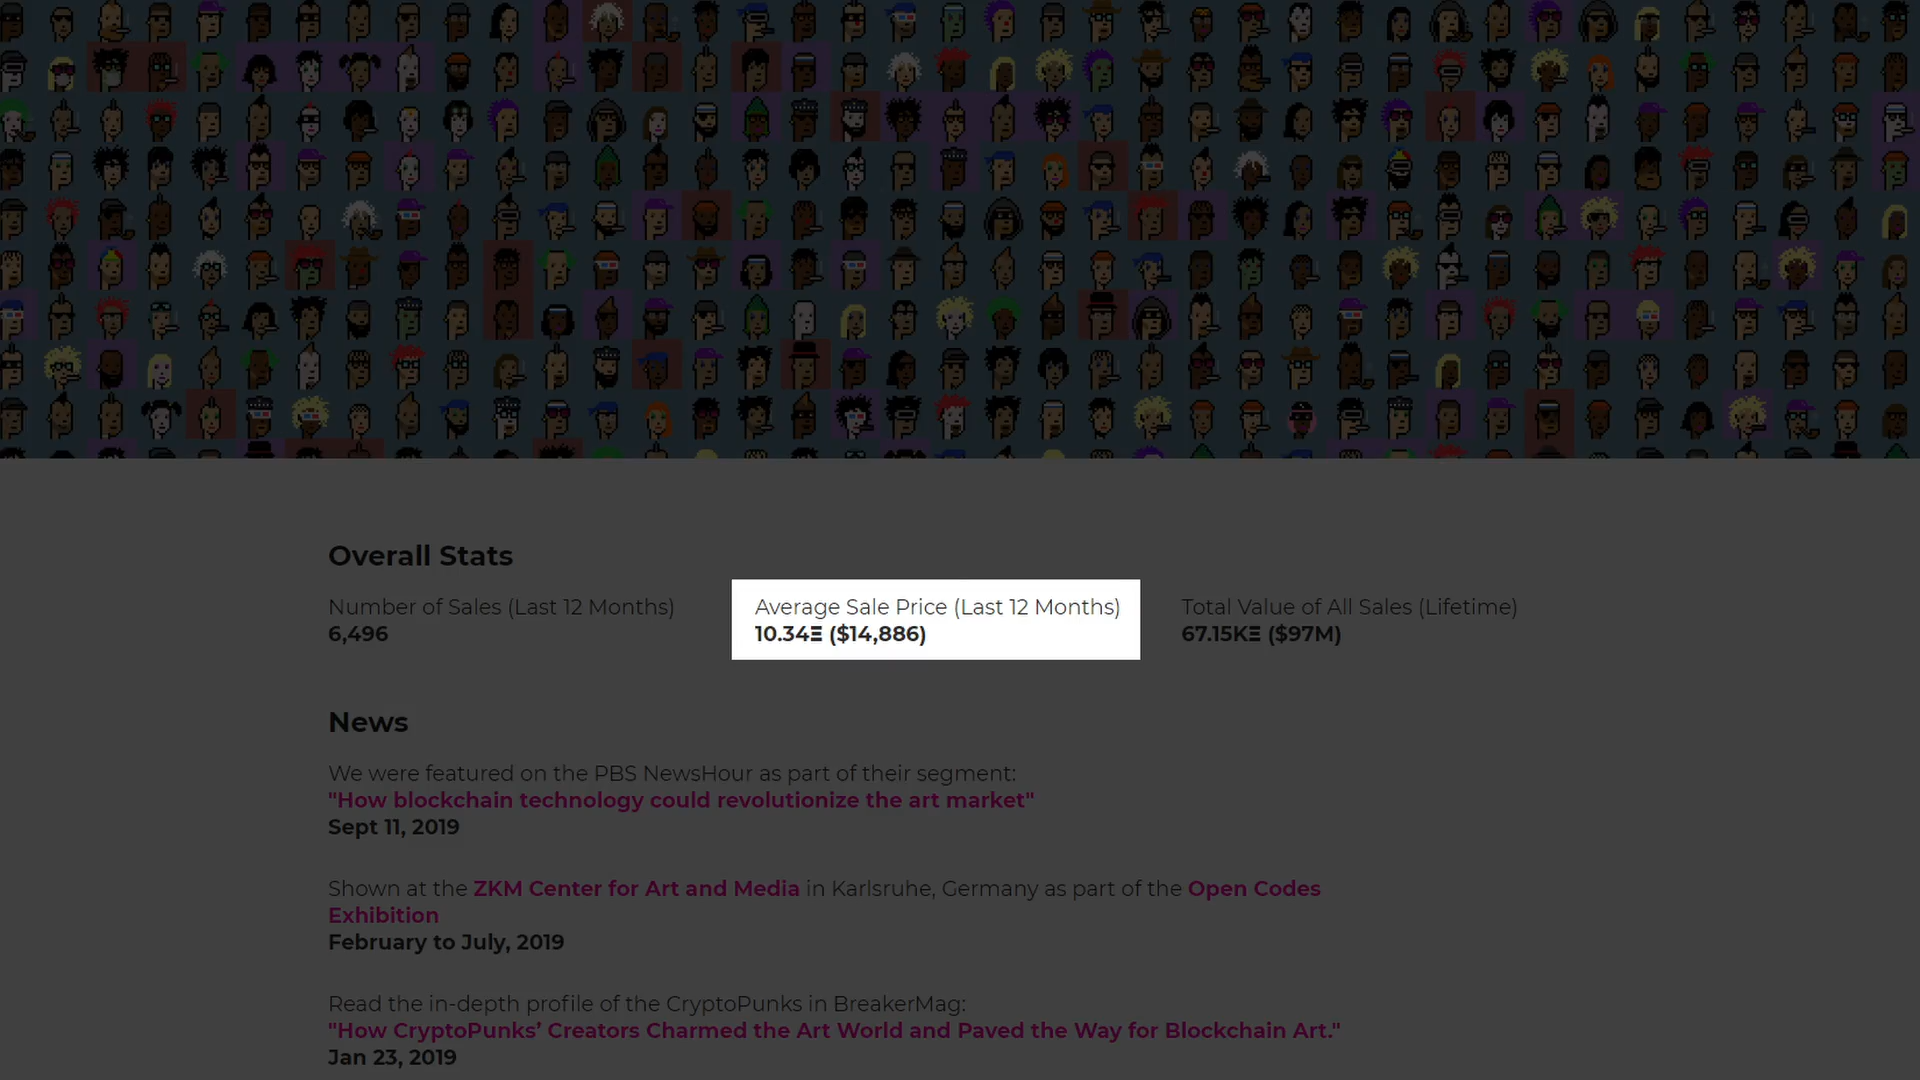 Overall Stats
Number of Sales (Last 12 Months)
6,496
Average Sale Price (Last 12 Months)
10.34Ξ ($14,886)
Total Value of All Sales (Lifetime)
67.15KΞ ($97M)
News
We were featured on the PBS NewsHour as part of their segment:
"How blockchain technology could revolutionize the art market"
Sept 11, 2019
Shown at the ZKM Center for Art and Media in Karlsruhe, Germany as part of the Open Codes
Exhibition
February to July, 2019
Read the in-depth profile of the CryptoPunks in BreakerMag:
"How CryptoPunks’ Creators Charmed the Art World and Paved the Way for Blockchain Art."
Jan 23, 2019